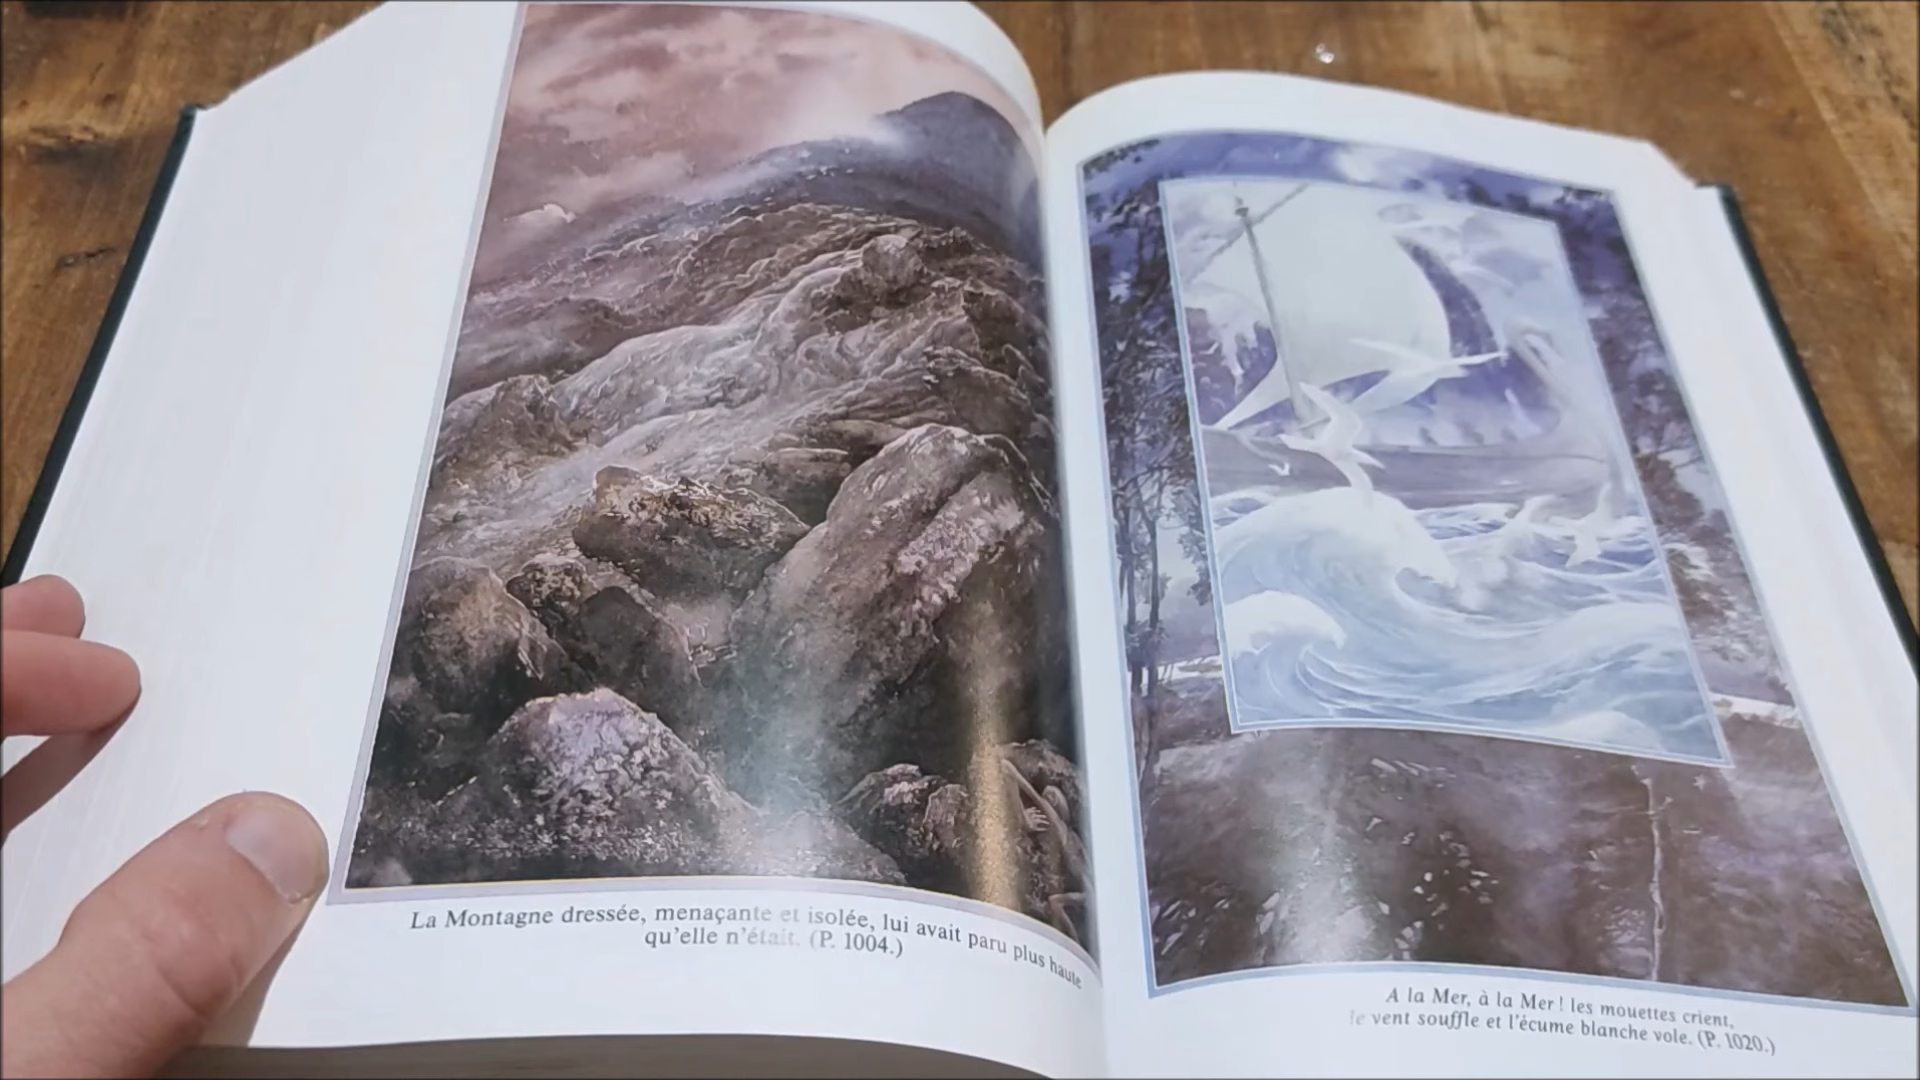 La Montagne dressée, menaçante et isolée, lui avait paru plus haute
qu'elle n'était. (P. 1004.)
A la Mer, à la Mer ! les mouettes crient,
le vent souffle et l'écume blanche vole. (P. 1020.)